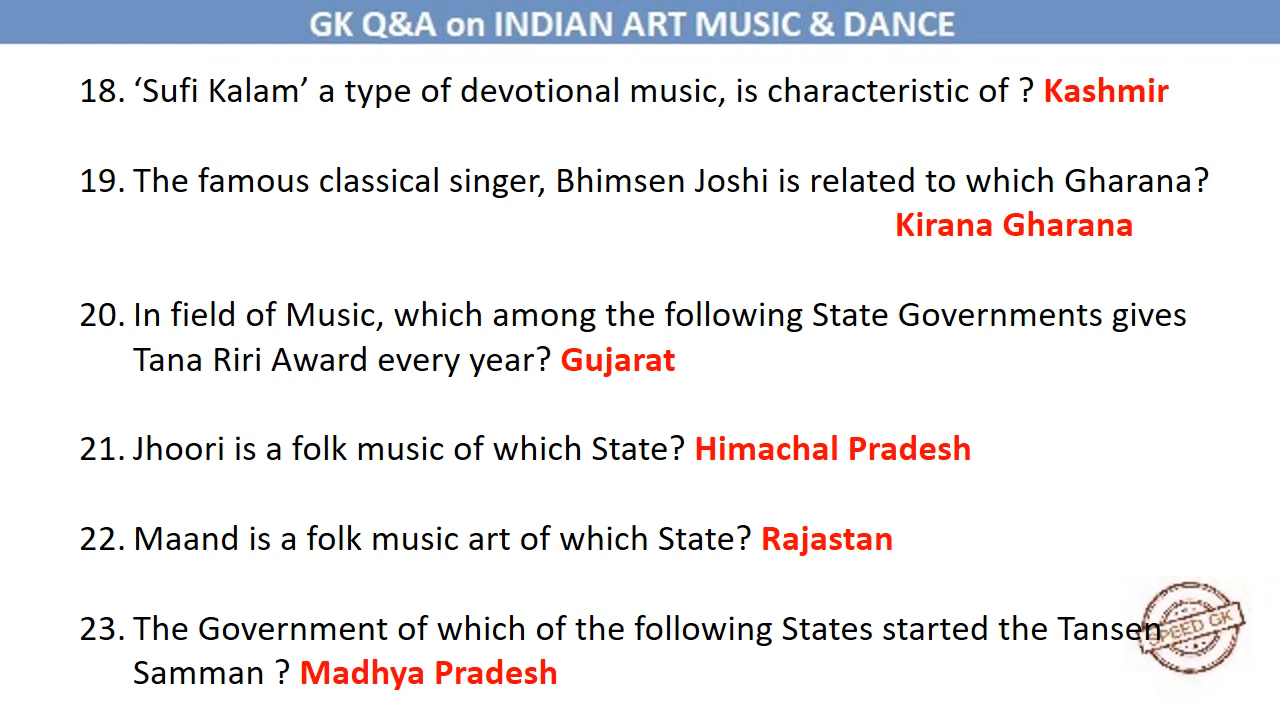 GK Q&A on INDIAN ART MUSIC & DANCE
18. ‘Sufi Kalam’ a type of devotional music, is characteristic of ? Kashmir
19. The famous classical singer, Bhimsen Joshi is related to which Gharana?
Kirana Gharana
20. In field of Music, which among the following State Governments gives
Tana Riri Award every year? Gujarat
21. Jhoori is a folk music of which State? Himachal Pradesh
22. Maand is a folk music art of which State? Rajastan
23. The Government of which of the following States started the Tansen
Samman ? Madhya Pradesh
SPEED GK